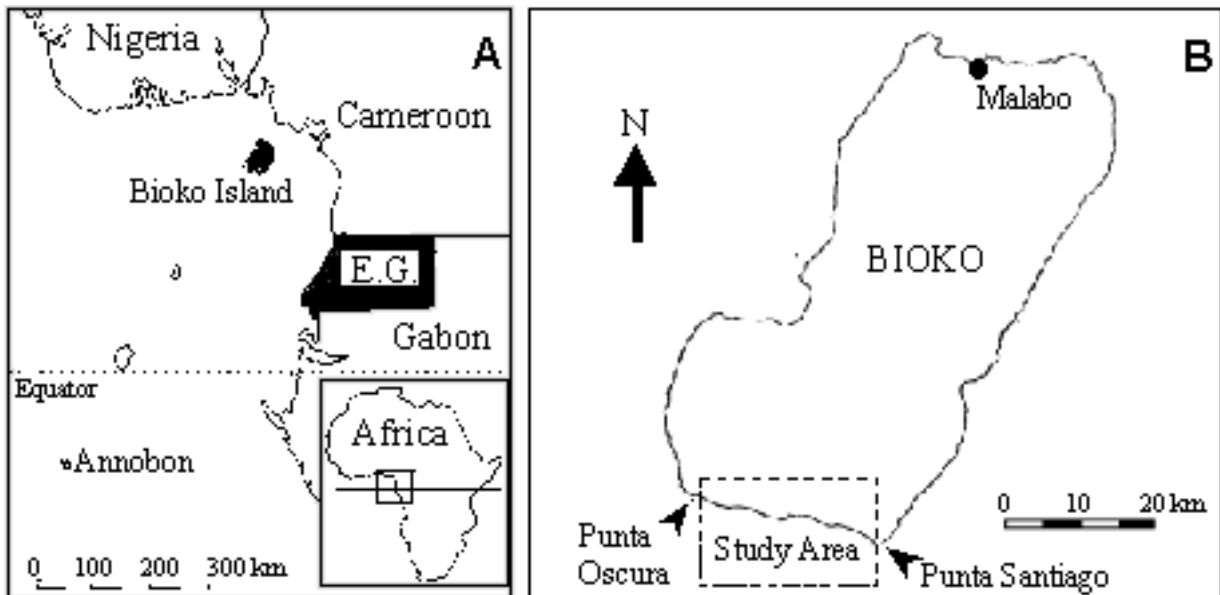 Nigeria
A
Cameroon
Bioko Island
E.G.
Gabon
Equator
Africa
Annobon
0 100 200 300 km
B
Malabo
N
BIOKO
0 10 20 km
Punta
Oscura
Study Area
Punta Santiago